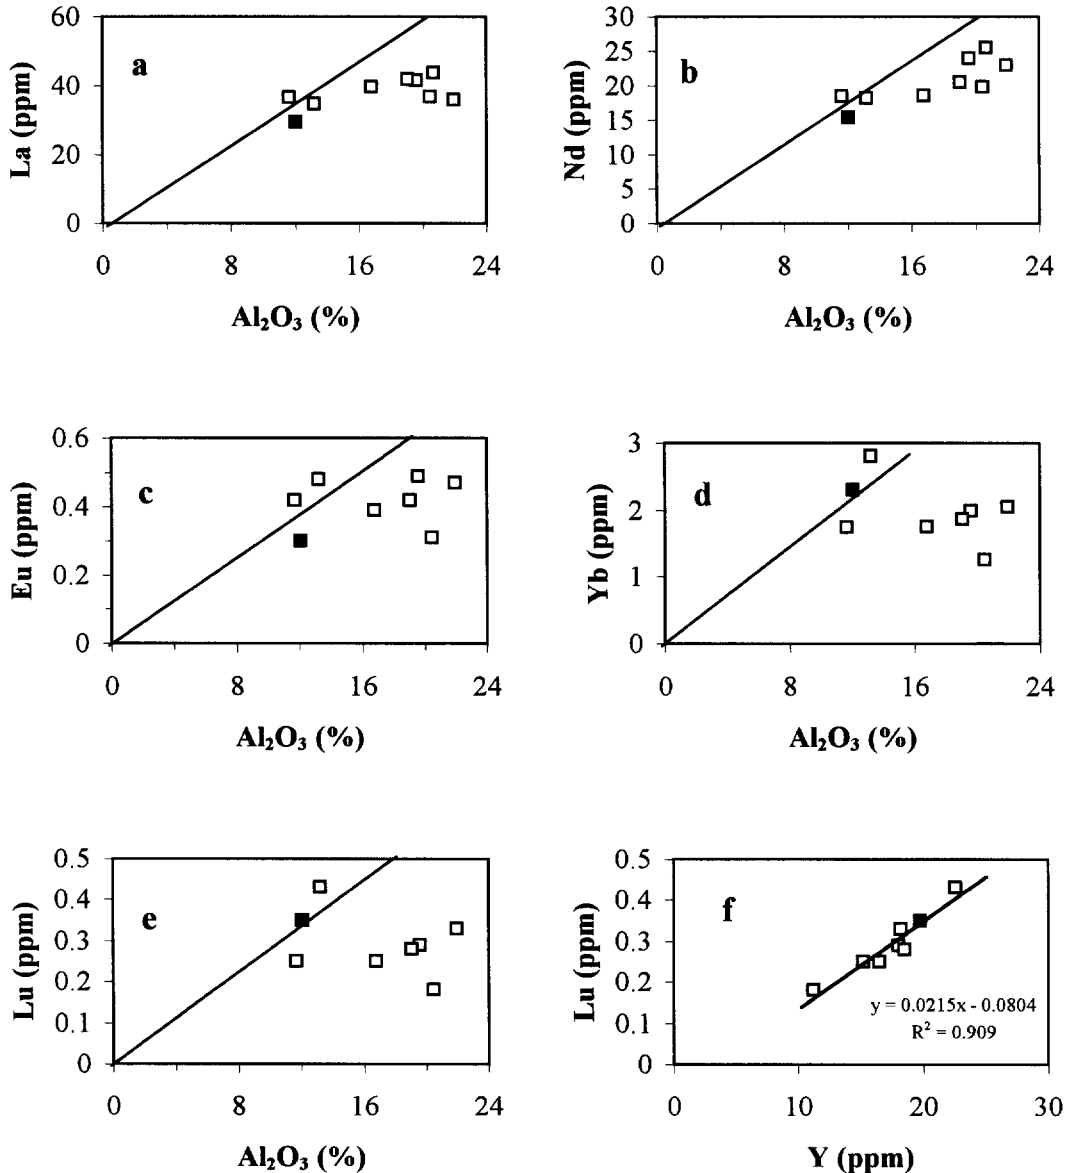 La (ppm)
60
40
20
0
a
0 8 16 24
Al₂O₃ (%)
Nd (ppm)
30
25
20
15
10
5
0
b
0 8 16 24
Al₂O₃ (%)
Eu (ppm)
0.6
0.4
0.2
0
c
0 8 16 24
Al₂O₃ (%)
Yb (ppm)
3
2
1
0
d
0 8 16 24
Al₂O₃ (%)
Lu (ppm)
0.5
0.4
0.3
0.2
0.1
0
e
0 8 16 24
Al₂O₃ (%)
Lu (ppm)
0.5
0.4
0.3
0.2
0.1
0
f
y = 0.0215x - 0.0804
R² = 0.909
0 10 20 30
Y (ppm)